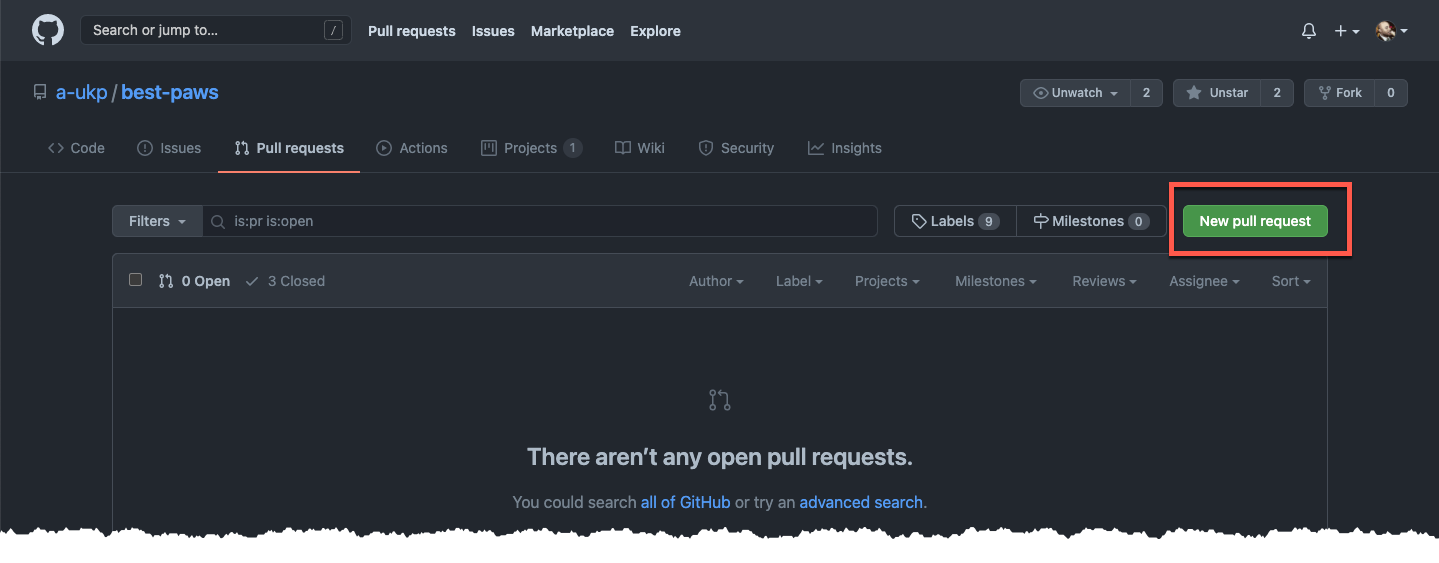 Search or jump to... / Pull requests Issues Marketplace Explore
a-ukp / best-paws Unwatch 2 Unstar 2 Fork 0
Code Issues Pull requests Actions Projects 1 Wiki Security Insights
Filters is:pr is:open Labels 9 Milestones 0 New pull request
0 Open 3 Closed Author Label Projects Milestones Reviews Assignee Sort
There aren’t any open pull requests.
You could search all of GitHub or try an advanced search.